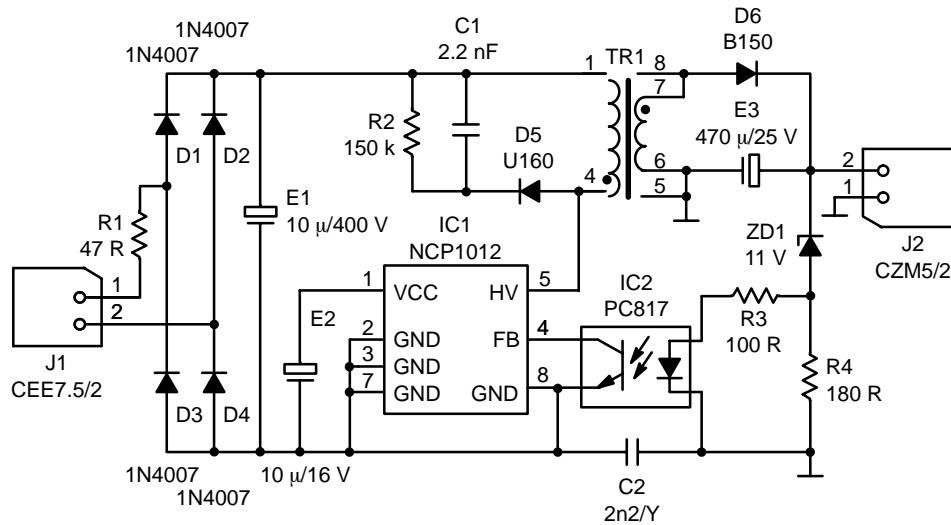 1N4007
1N4007
C1
2.2 nF
D6
B150
1
TR1
8
7
R2
150 k
D5
U160
E3
470 μ/25 V
D1
D2
4
6
5
2
1
R1
47 R
E1
10 μ/400 V
IC1
NCP1012
ZD1
11 V
J2
CZM5/2
1
2
J1
CEE7.5/2
E2
1
VCC
HV
5
IC2
PC817
2
GND
FB
4
3
GND
7
GND
GND
8
R3
100 R
R4
180 R
D3
D4
1N4007
1N4007
10 μ/16 V
C2
2n2/Y